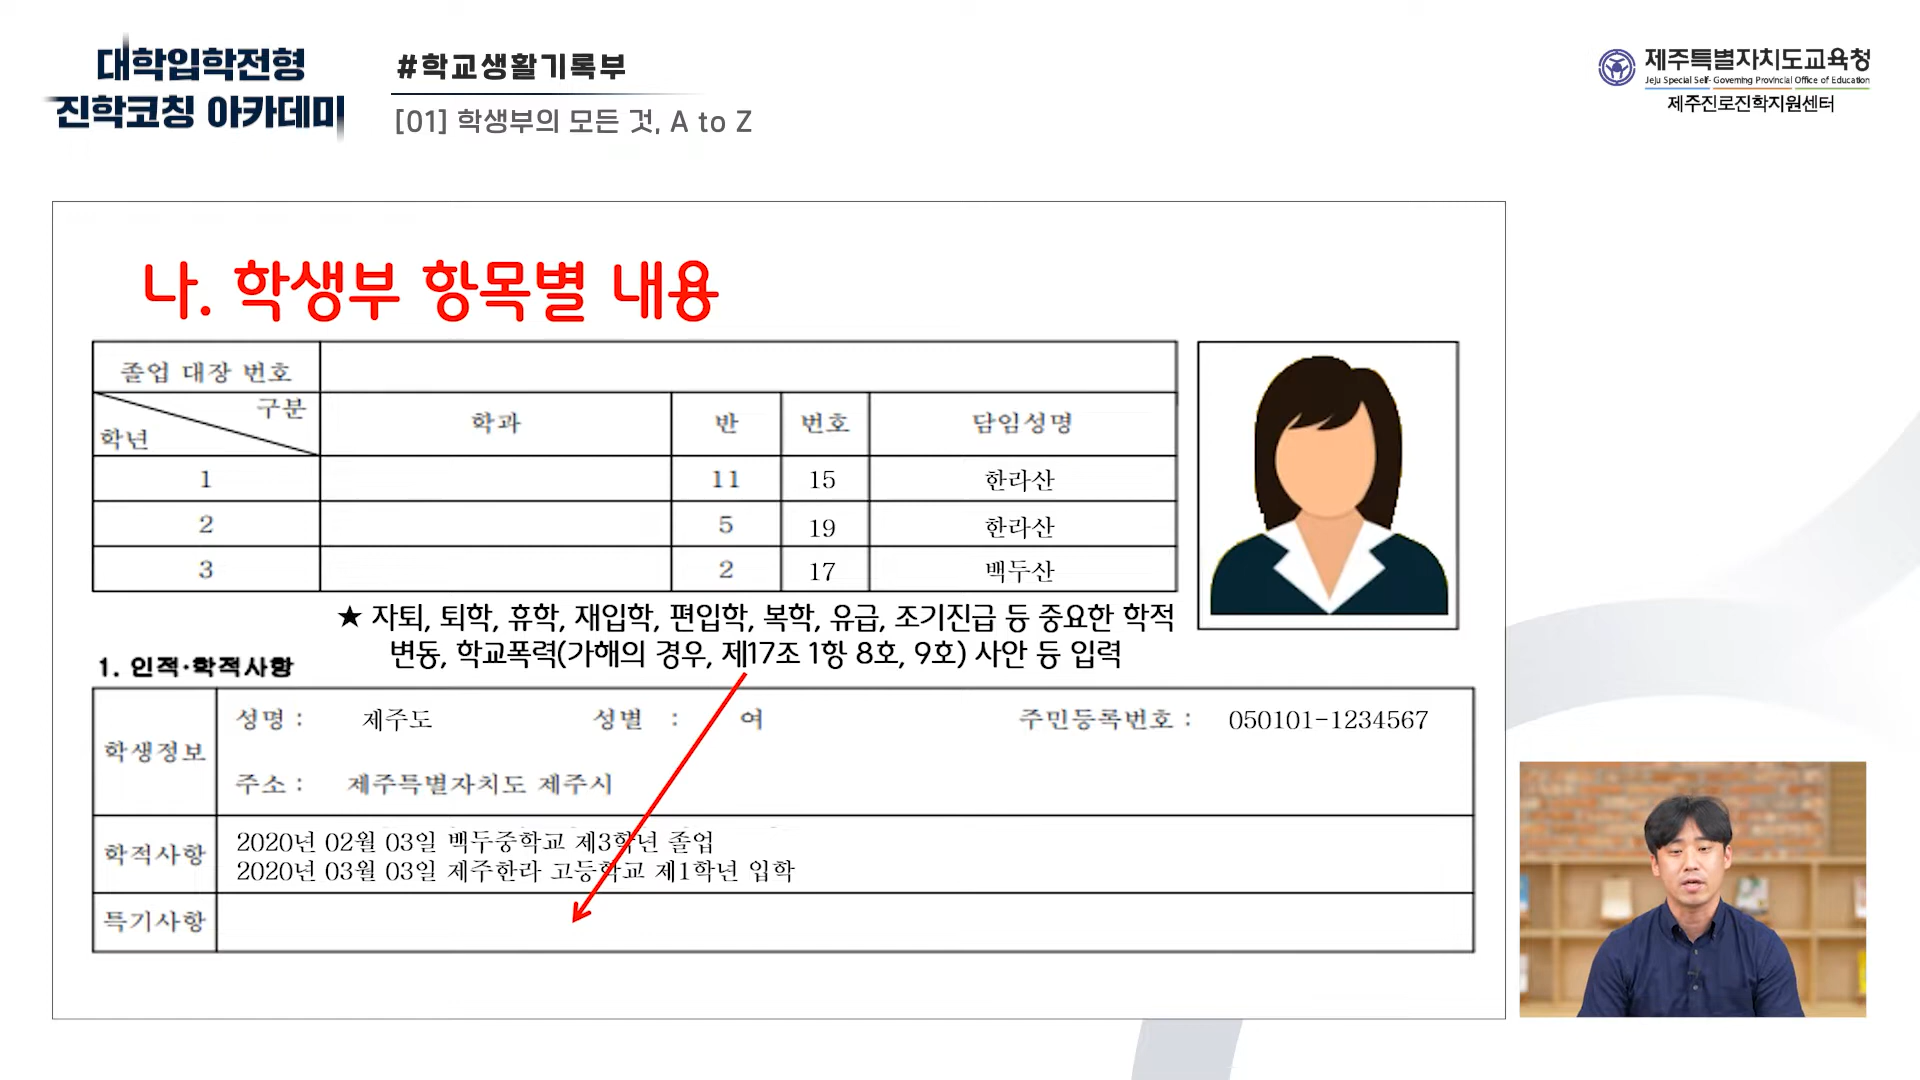 대학입학전형
진학코칭 아카데미
#학교생활기록부
[01] 학생부의 모든 것, A to Z
제주특별자치도교육청
Jeju Special Self- Governing Provincial Office of Education
제주진로진학지원센터
나. 학생부 항목별 내용
졸업 대장 번호
구분
학년
학과 반 번호 담임성명
1 11 15 한라산
2 5 19 한라산
3 2 17 백두산
★ 자퇴, 퇴학, 휴학, 재입학, 편입학, 복학, 유급, 조기진급 등 중요한 학적
변동, 학교폭력(가해의 경우, 제17조 1항 8호, 9호) 사안 등 입력
1. 인적·학적사항
학생정보
성명 : 제주도 성별 : 여 주민등록번호 : 050101-1234567
주소 : 제주특별자치도 제주시
학적사항
2020년 02월 03일 백두중학교 제3학년 졸업
2020년 03월 03일 제주한라 고등학교 제1학년 입학
특기사항